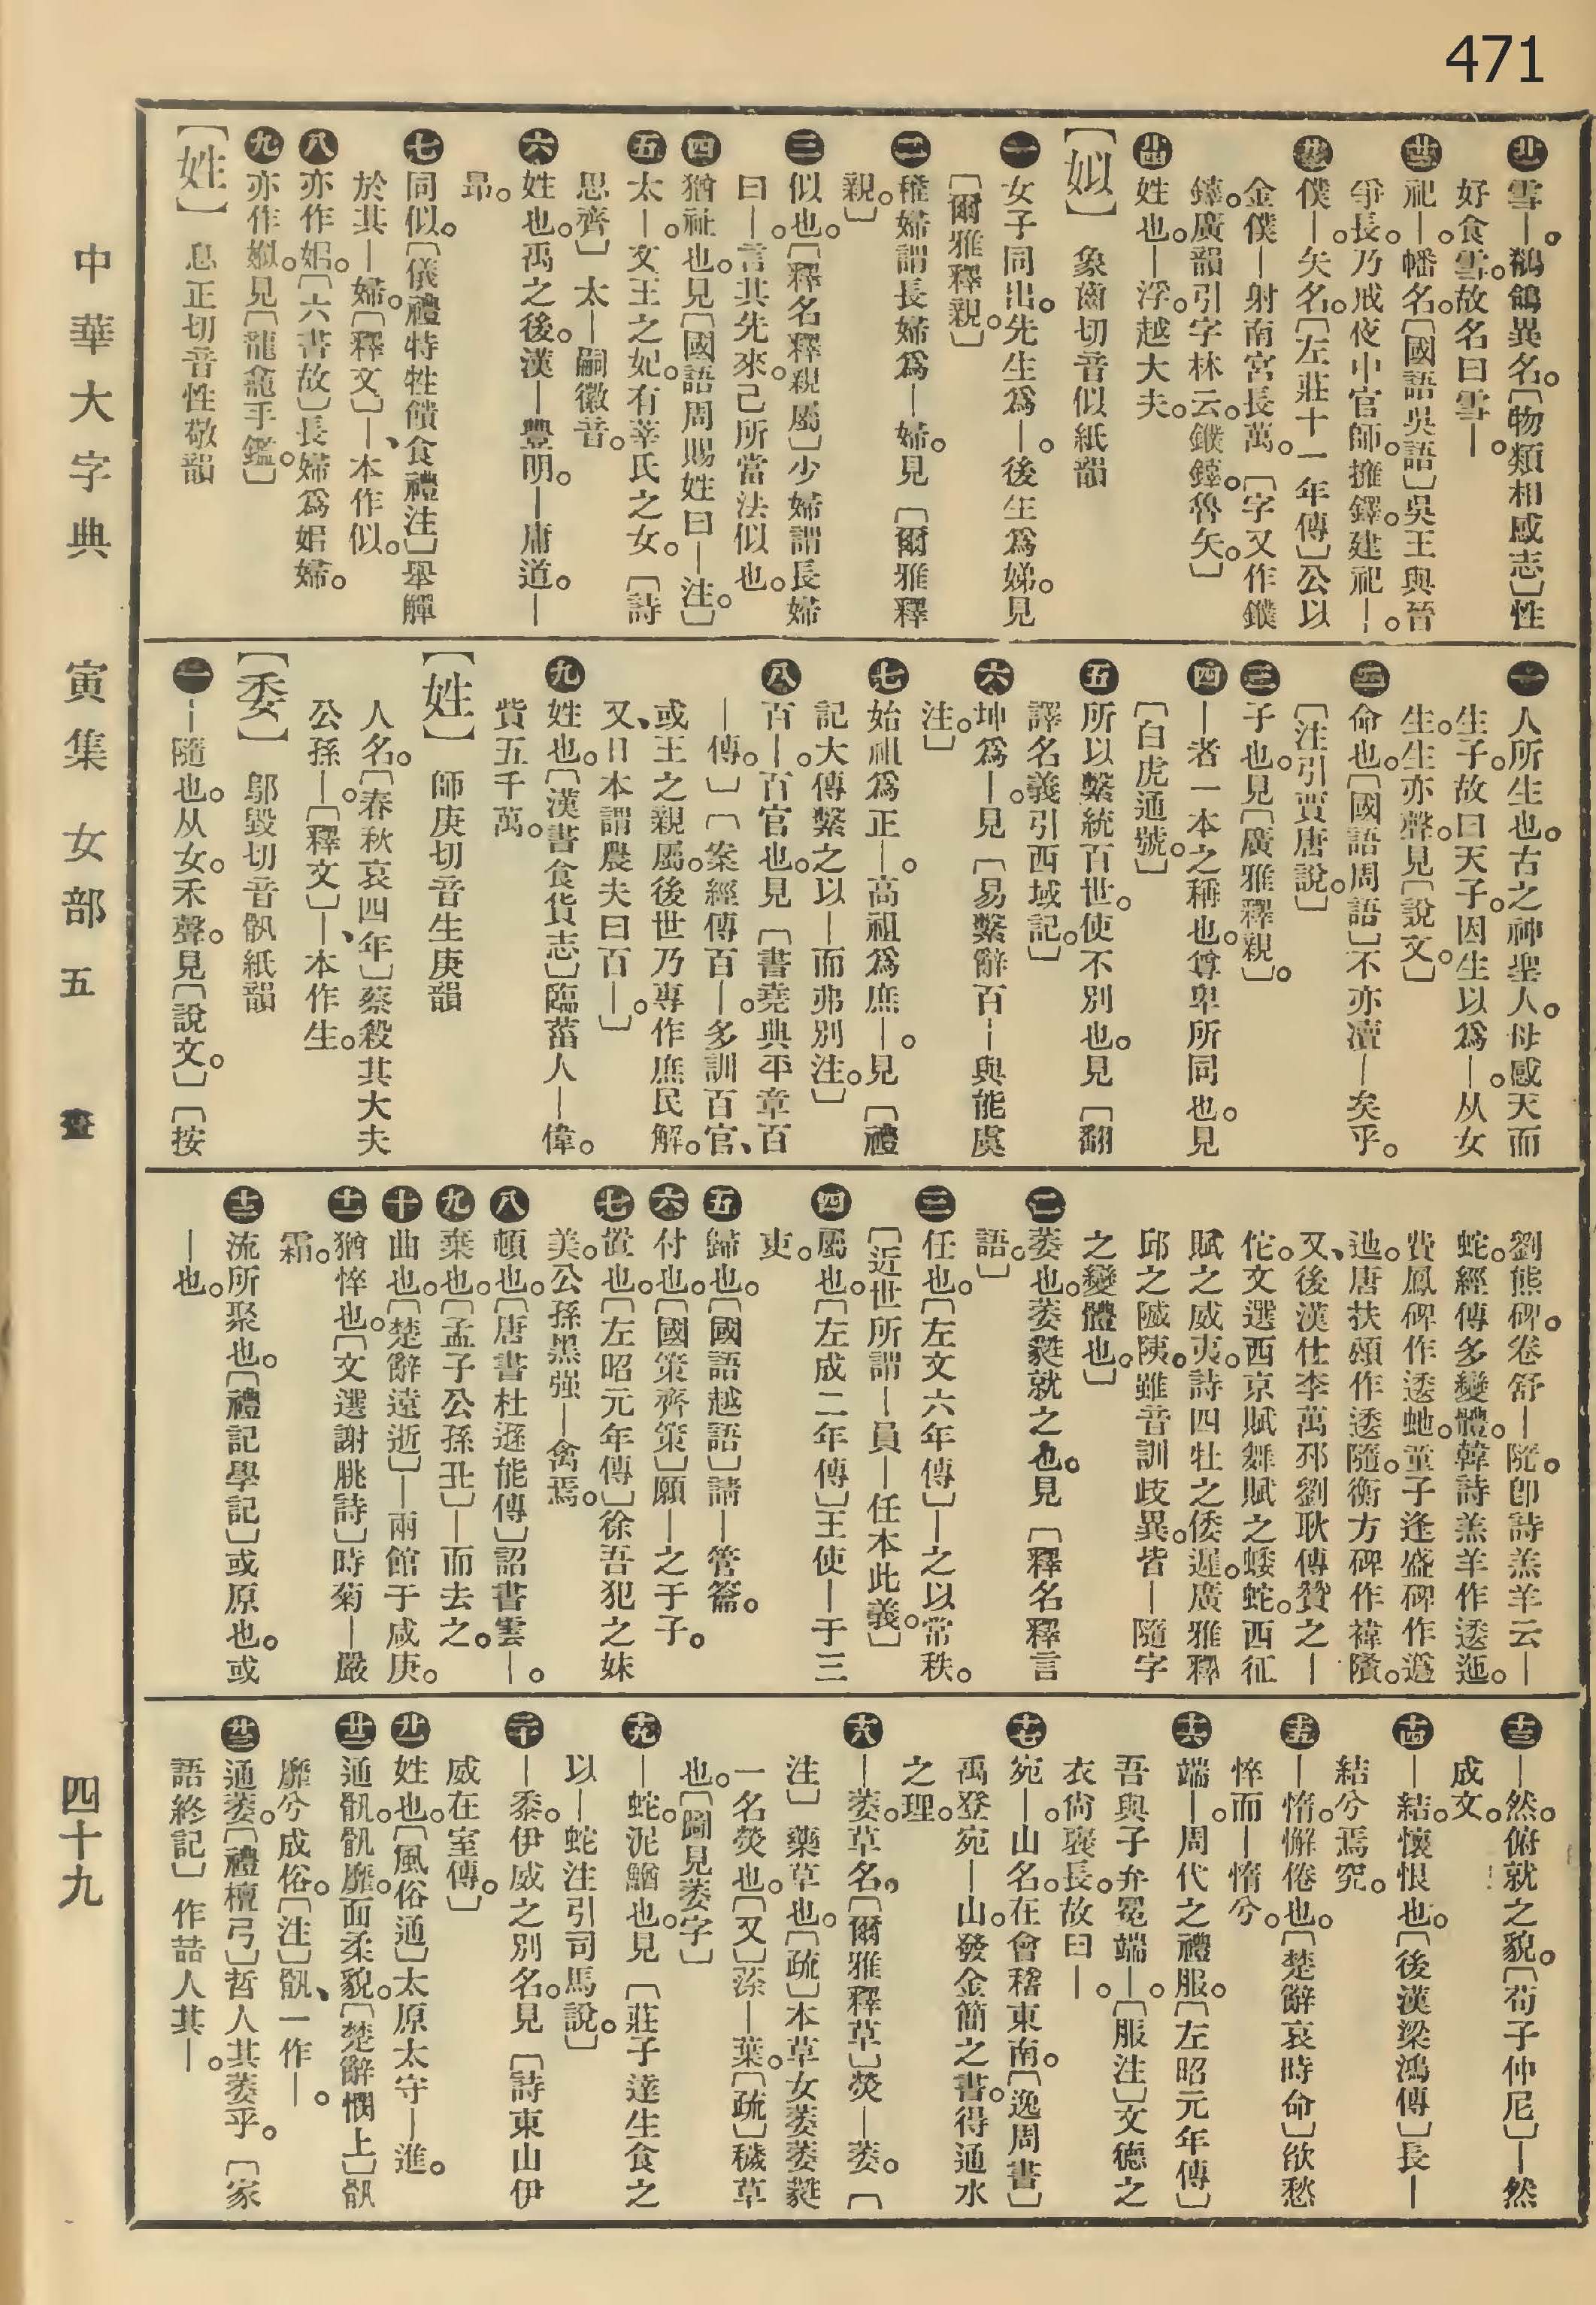 471
廿一雪—。鶺鴒異名。〔物類相感志〕性
好食雪。故名曰雪—。
祀—。幡名。〔國語吳語〕吳王與晉
爭長。乃戒夜中官師。擁鐸。建祀—。
僕—。矢名。〔左莊十一年傳〕公以
金僕—射南宮長萬。〔字又作鏷
鏷。廣韻引字林云。鏷。魯矢。〕
廿四姓也。—浮。越大夫。
【姒】 象齒切音似紙韻
一女子同出。先生爲—。後生爲娣。見
〔爾雅釋親。〕
二穉婦謂長婦爲—婦。見〔爾雅釋
親。〕
三似也。〔釋名釋親屬〕少婦謂長婦
曰—。言其先來。己所當法似也。
四猶祉也。見〔國語周賜姓曰—注。〕
五太—。文王之妃。有莘氏之女。〔詩
思齊〕太—嗣徽音。
六姓也。禹之後。漢—豐。明—庸道。—
昂。
七同似。〔儀禮特牲饋食禮注〕舉觶
於其—婦。〔釋文〕—、本作似。
八亦作娟。〔六書故〕長婦爲娟婦。
九亦作㚶。見〔龍龕手鑑。〕
【姓】 息正切音性敬韻
一人所生也。古之神聖人。母感天而
生子。故曰天子。因生以爲—。从女
生。生亦聲。見〔說文。〕
二命也。〔國語周語〕不亦凟—矣乎。
〔注引賈唐說。〕
三子也。見〔廣雅釋親〕。
四—者一本之稱也。尊卑所同也。見
〔白虎通號。〕
五所以繫統百世。使不別也。見〔翻
譯名義引西域記。〕
六坤爲—。見〔易繫辭百—與能虞
注。〕
七始祖爲正—。高祖爲庶—。見〔禮
記大傳繫之以—而弗別注。〕
八百—。百官也。見〔書堯典平章百
—傳。〕〔案經傳百—。多訓百官、
或王之親屬。後世乃專作庶民解。
又、日本謂農夫曰百—。〕
九姓也。〔漢書食貨志〕臨菑人—偉。
貲五千萬。
【姓】 師庚切音生庚韻
人名。〔春秋哀四年〕蔡殺其大夫
公孫—。〔釋文〕—、本作生。
【委】 鄔毀切音骫紙韻
一—隨也。从女。禾聲。見〔說文。〕〔按
劉熊碑。卷舒—隨。卽詩羔羊云—
蛇。經傳多變體。韓詩羔羊作逶迤。
費鳳碑作逶虵。童子逢盛碑作
迆。唐扶頌作逶隨。衡方碑作褘隋。
又、後漢任李萬邳劉耿傳贊之—
佗。文選西京賦舞賦之蜲蛇。西征
賦之威夷。詩四牡之倭遲。廣雅釋
邱之陳。雖音訓歧異。皆—隨字
之變體也。〕
二萎也。萎蕤就之也。見〔釋名釋言
語。〕
三任也。〔左文六年傳〕—之以常秩。
〔近世所謂—員—任本此義。〕
四屬也。〔左成二年傳〕王使—于三
吏。
五歸也。〔國語越語〕請—管籥。
六付也。〔國策齊策〕願—之于子。
七置也。〔左昭元年傳〕徐吾犯之妹
美。公孫黑強—禽焉。
八頓也。〔唐書杜遜能傳〕詔書雲—。
九棄也。〔孟子公孫丑〕—而去之。
十曲也。〔楚辭遠逝〕—兩館于咸庚。
十一猶悴也。〔文選謝朓詩〕時菊—嚴
霜。
十二流所聚也。〔禮記學記〕或原也。或
—也。
十三—然。俯就之貌。〔荀子仲尼〕—然
成文。
十四—結。懷恨也。〔後漢梁鴻傳〕長—
結兮焉究。
十五—惰。懈倦也。〔楚辭哀時命〕欲愁
悴而—惰兮。
十六端—。周代之禮服。〔左昭元年傳〕
吾與子弁冕端—。〔服注〕文德之
衣尙襃長。故曰—。
十七宛—。山名。在會稽東南。〔逸周書〕
禹登宛—山。發金簡之書。得通水
之理。
十八—萎。草名。〔爾雅釋草〕熒—萎。〔
注〕藥草也。〔疏〕本草女萎萎蕤
一名熒也。〔又〕蒤—葉。〔疏〕穢草
也。〔圖見萎字〕
十九—蛇。泥鰌也。見〔莊子達生食之
以—蛇注引司馬說。〕
二十—黍。伊威之別名。見〔詩東山伊
威在室傳。〕
廿一姓也。〔風俗通〕太原太守—進。
廿二通骫。骫靡。面柔貌。〔楚辭憫上〕骫
靡兮成俗。〔注〕骫、一作—。
廿三通萎。〔禮檀弓〕哲人其萎乎。〔家
語終記〕作喆人其—。
中華大字典 寅集 女部 五 四十九